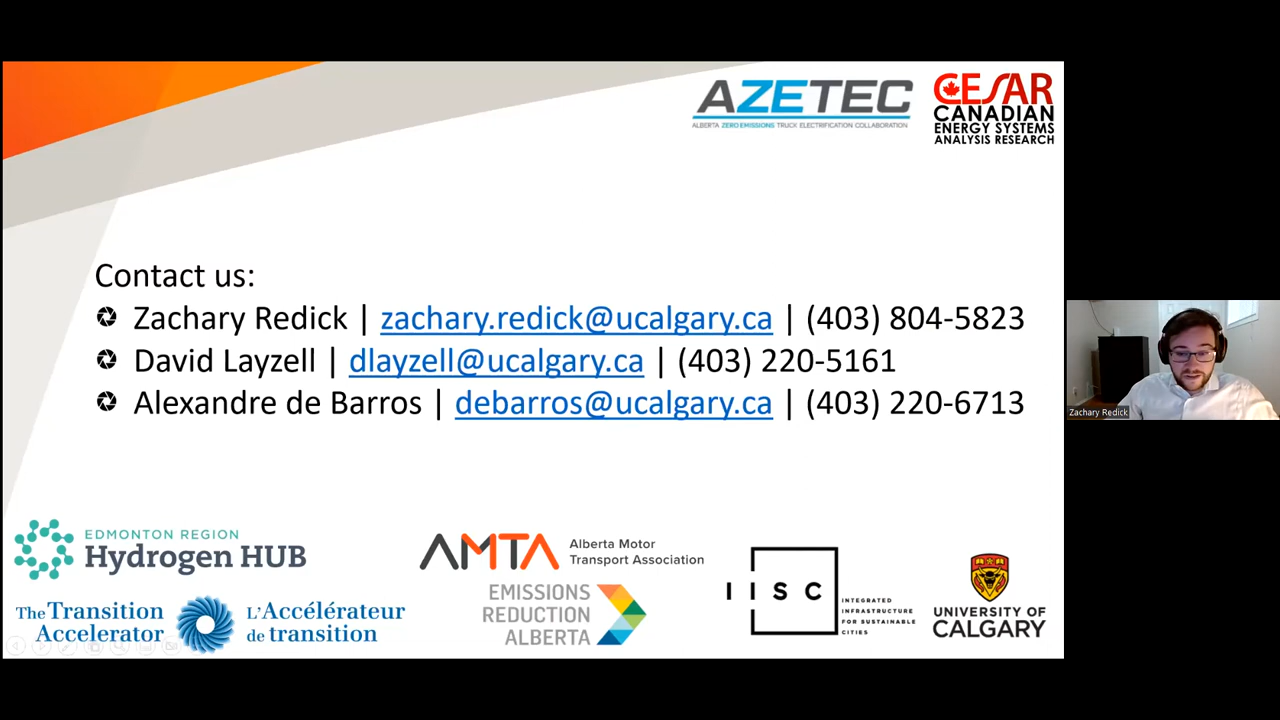 AZETEC
ALBERTA ZERO EMISSIONS TRUCK ELECTRIFICATION COLLABORATION
CESAR
CANADIAN
ENERGY SYSTEMS
ANALYSIS RESEARCH
Contact us:
Zachary Redick | zachary.redick@ucalgary.ca | (403) 804-5823
David Layzell | dlayzell@ucalgary.ca | (403) 220-5161
Alexandre de Barros | debarros@ucalgary.ca | (403) 220-6713
Zachary Redick
EDMONTON REGION
Hydrogen HUB
The Transition
Accelerator
L'Accélérateur
de transition
AMTA
Alberta Motor
Transport Association
EMISSIONS
REDUCTION
ALBERTA
IISC
INTEGRATED
INFRASTRUCTURE
FOR SUSTAINABLE
CITIES
UNIVERSITY OF
CALGARY